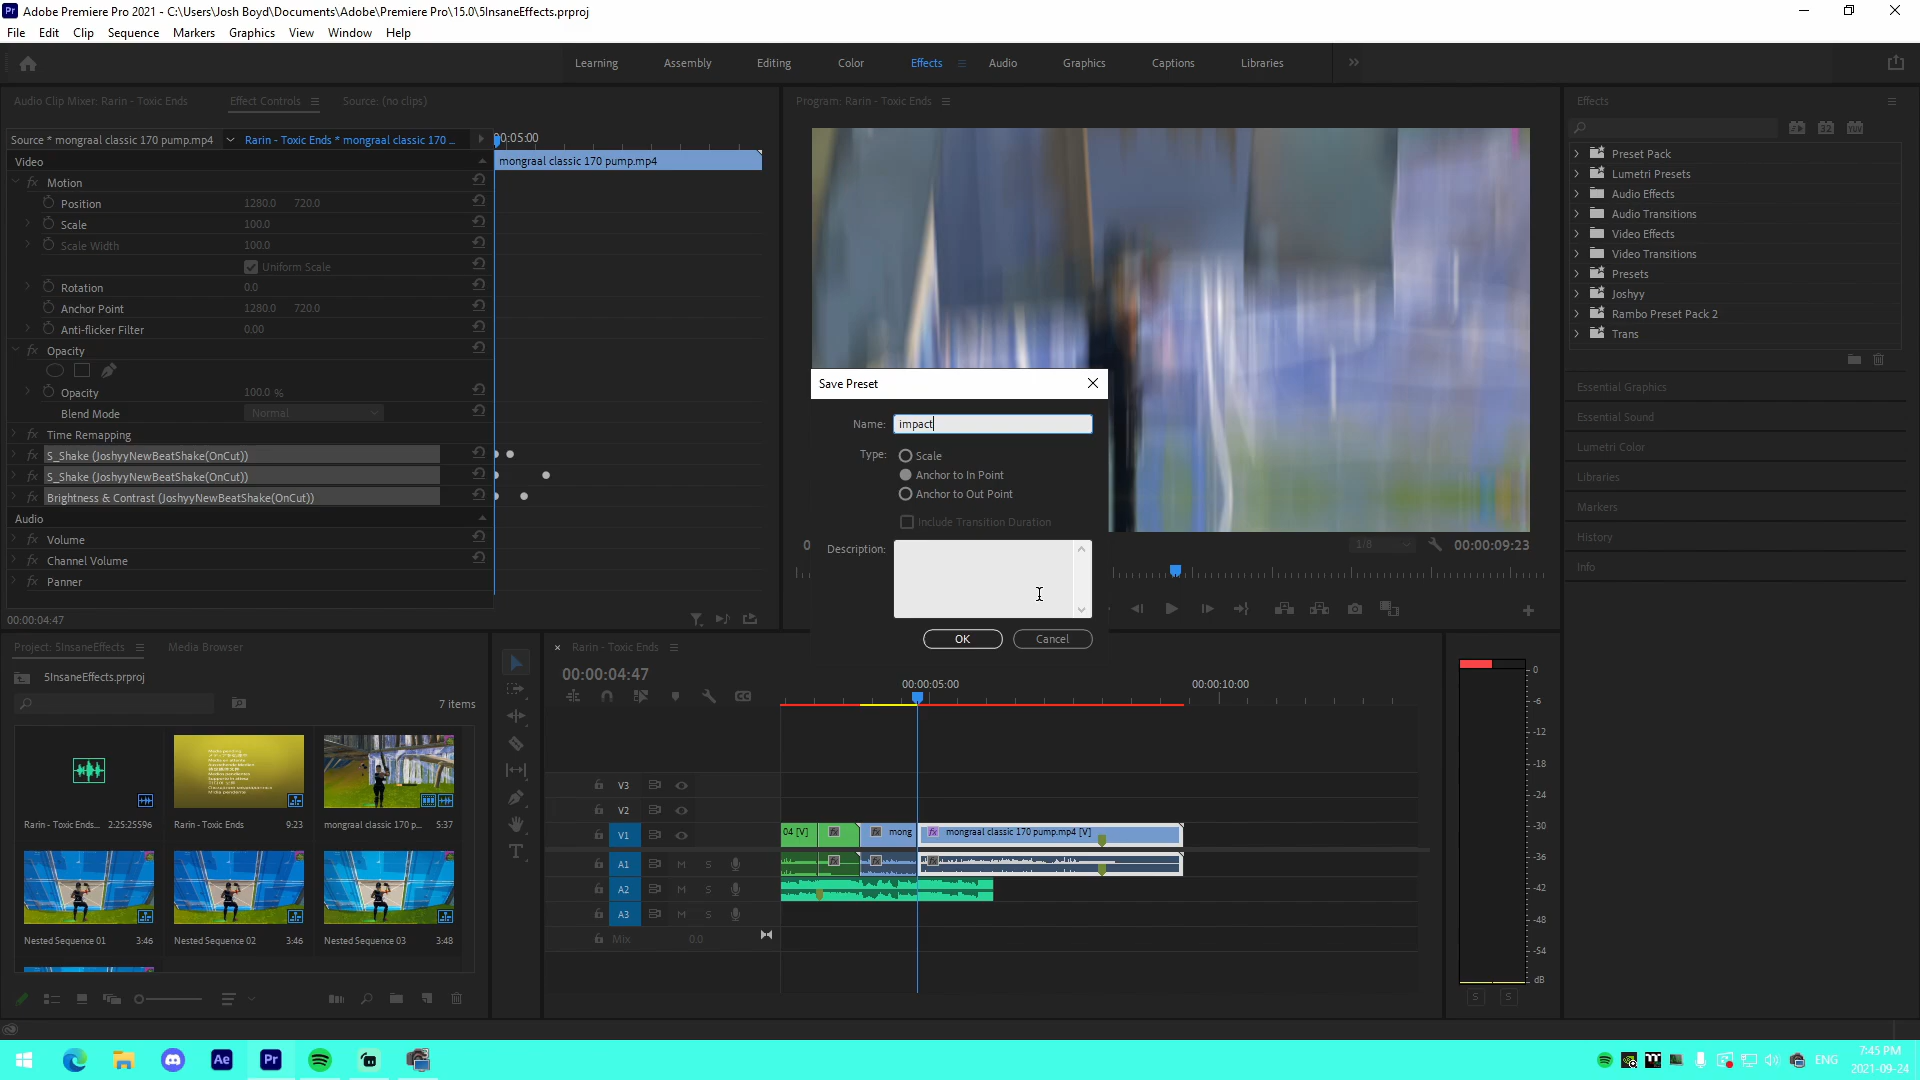 Adobe Premiere Pro 2021 - C:\Users\Josh Boyd\Documents\Adobe\Premiere Pro\15.0\5InsaneEffects.prproj
File Edit Clip Sequence Markers Graphics View Window Help
Learning Assembly Editing Color Effects Audio Graphics Captions Libraries
Audio Clip Mixer: Rarin - Toxic Ends Effect Controls Source: (no clips)
Source * mongraal classic 170 pump.mp4 Rarin - Toxic Ends * mongraal classic 170 ...
00:05:00
mongraal classic 170 pump.mp4
Video
Motion
Position 1280.0 720.0
Scale 100.0
Scale Width 100.0
Uniform Scale
Rotation 0.0
Anchor Point 1280.0 720.0
Anti-flicker Filter 0.00
Opacity
Opacity 100.0 %
Blend Mode Normal
Time Remapping
S_Shake (JoshyyNewBeatShake(OnCut))
S_Shake (JoshyyNewBeatShake(OnCut))
Brightness & Contrast (JoshyyNewBeatShake(OnCut))
Audio
Volume
Channel Volume
Panner
00:00:04:47
Program: Rarin - Toxic Ends
1/8 00:00:09:23
Save Preset
Name: impact
Type: Scale
Anchor to In Point
Anchor to Out Point
Include Transition Duration
Description:
OK Cancel
Effects
Preset Pack
Lumetri Presets
Audio Effects
Audio Transitions
Video Effects
Video Transitions
Presets
Joshyy
Rambo Preset Pack 2
Trans
Essential Graphics
Essential Sound
Lumetri Color
Libraries
Markers
History
Info
Project: 5InsaneEffects Media Browser
5InsaneEffects.prproj
7 items
Rarin - Toxic Ends... 2:25:25596
Rarin - Toxic Ends 9:23
mongraal classic 170 p... 5:37
Nested Sequence 01 3:46
Nested Sequence 02 3:46
Nested Sequence 03 3:48
Rarin - Toxic Ends
00:00:04:47
00:00:05:00 00:00:10:00
V3
V2
V1 04 [V] mong mongraal classic 170 pump.mp4 [V]
A1 M S
A2 M S
A3 M S
Mix 0.0
0
-6
-12
-18
-24
-30
-36
-42
-48
-54
dB
S S
ENG
7:45 PM
2021-09-24